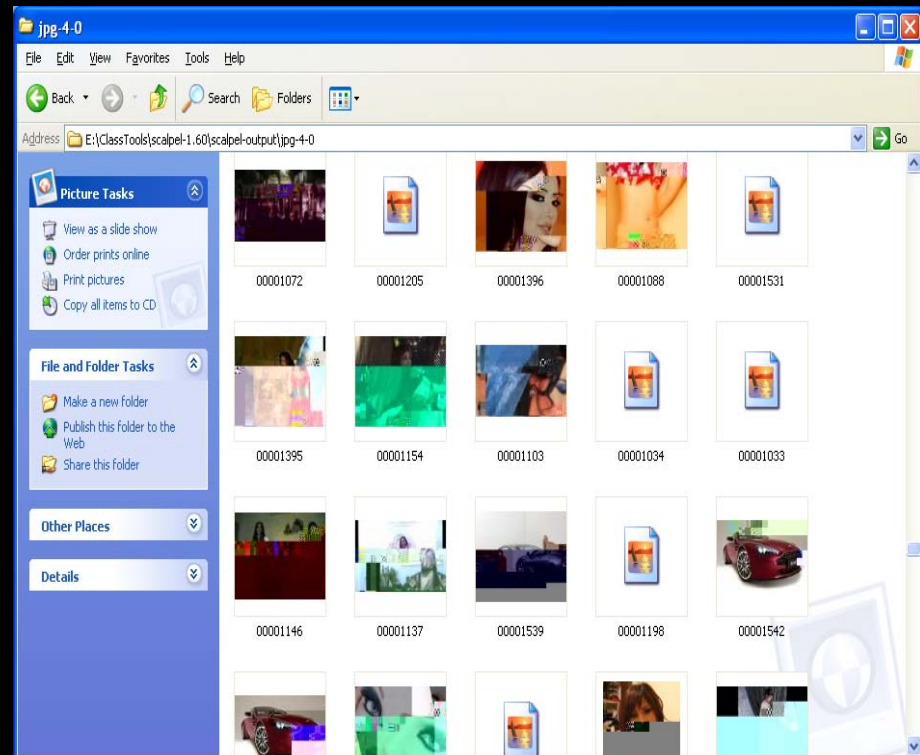 jpg-4-0
File Edit View Favorites Tools Help
Back Search Folders
Address E:\ClassTools\scalpel-1.60\scalpel-output\jpg-4-0 Go
Picture Tasks
View as a slide show
Order prints online
Print pictures
Copy all items to CD
File and Folder Tasks
Make a new folder
Publish this folder to the
Web
Share this folder
Other Places
Details
00001072 00001205 00001396 00001088 00001531
00001395 00001154 00001103 00001034 00001033
00001146 00001137 00001539 00001198 00001542